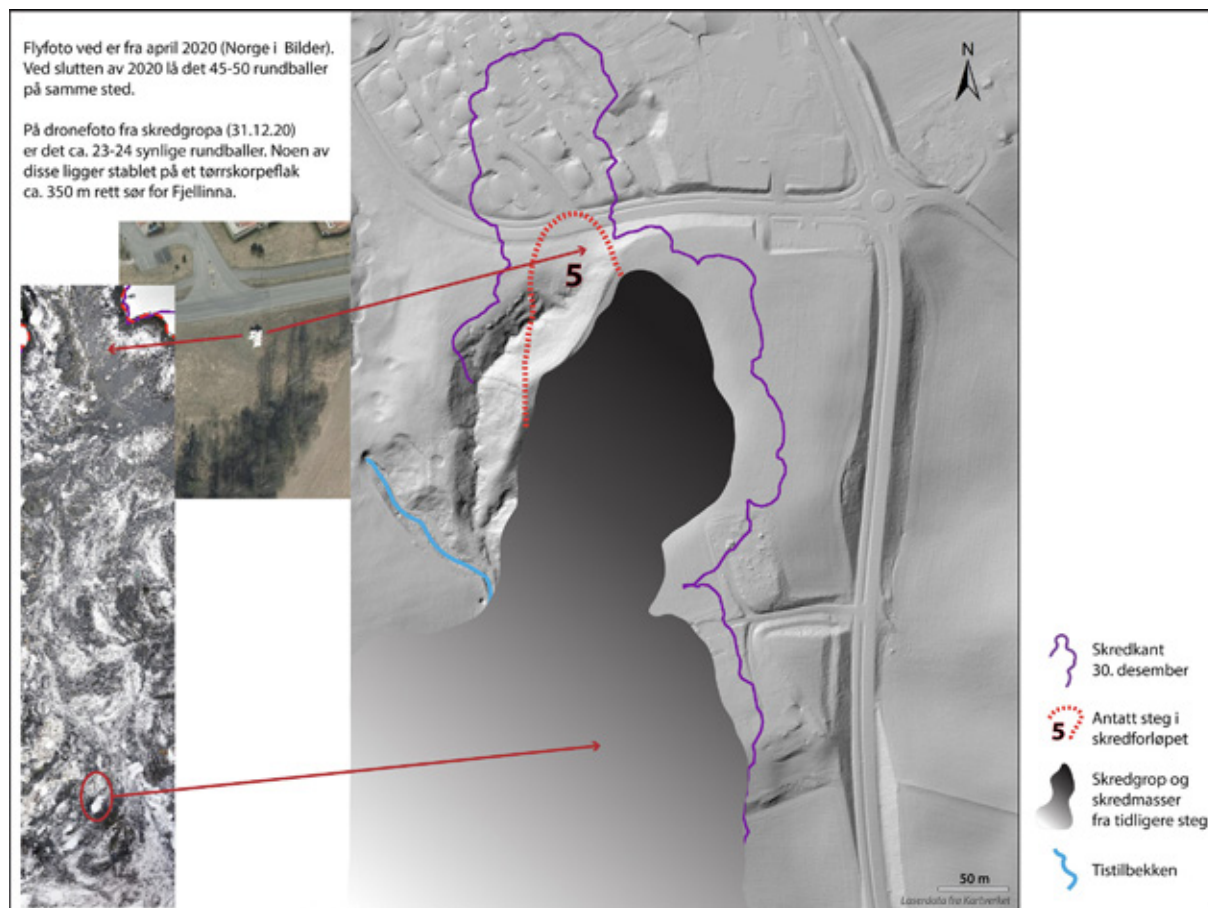 Flyfoto ved er fra april 2020 (Norge i Bilder).
Ved slutten av 2020 lå det 45-50 rundballer
på samme sted.
På dronefoto fra skredgropa (31.12.20)
er det ca. 23-24 synlige rundballer. Noen av
disse ligger stablet på et tørrskorpeflak
ca. 350 m rett sør for Fjellinna.
N
5
Skredkant
30. desember
5
Antatt steg i
skredforløpet
Skredgrop og
skredmasser
fra tidligere steg
Tistilbekken
50 m
Laserdata fra Kartverket